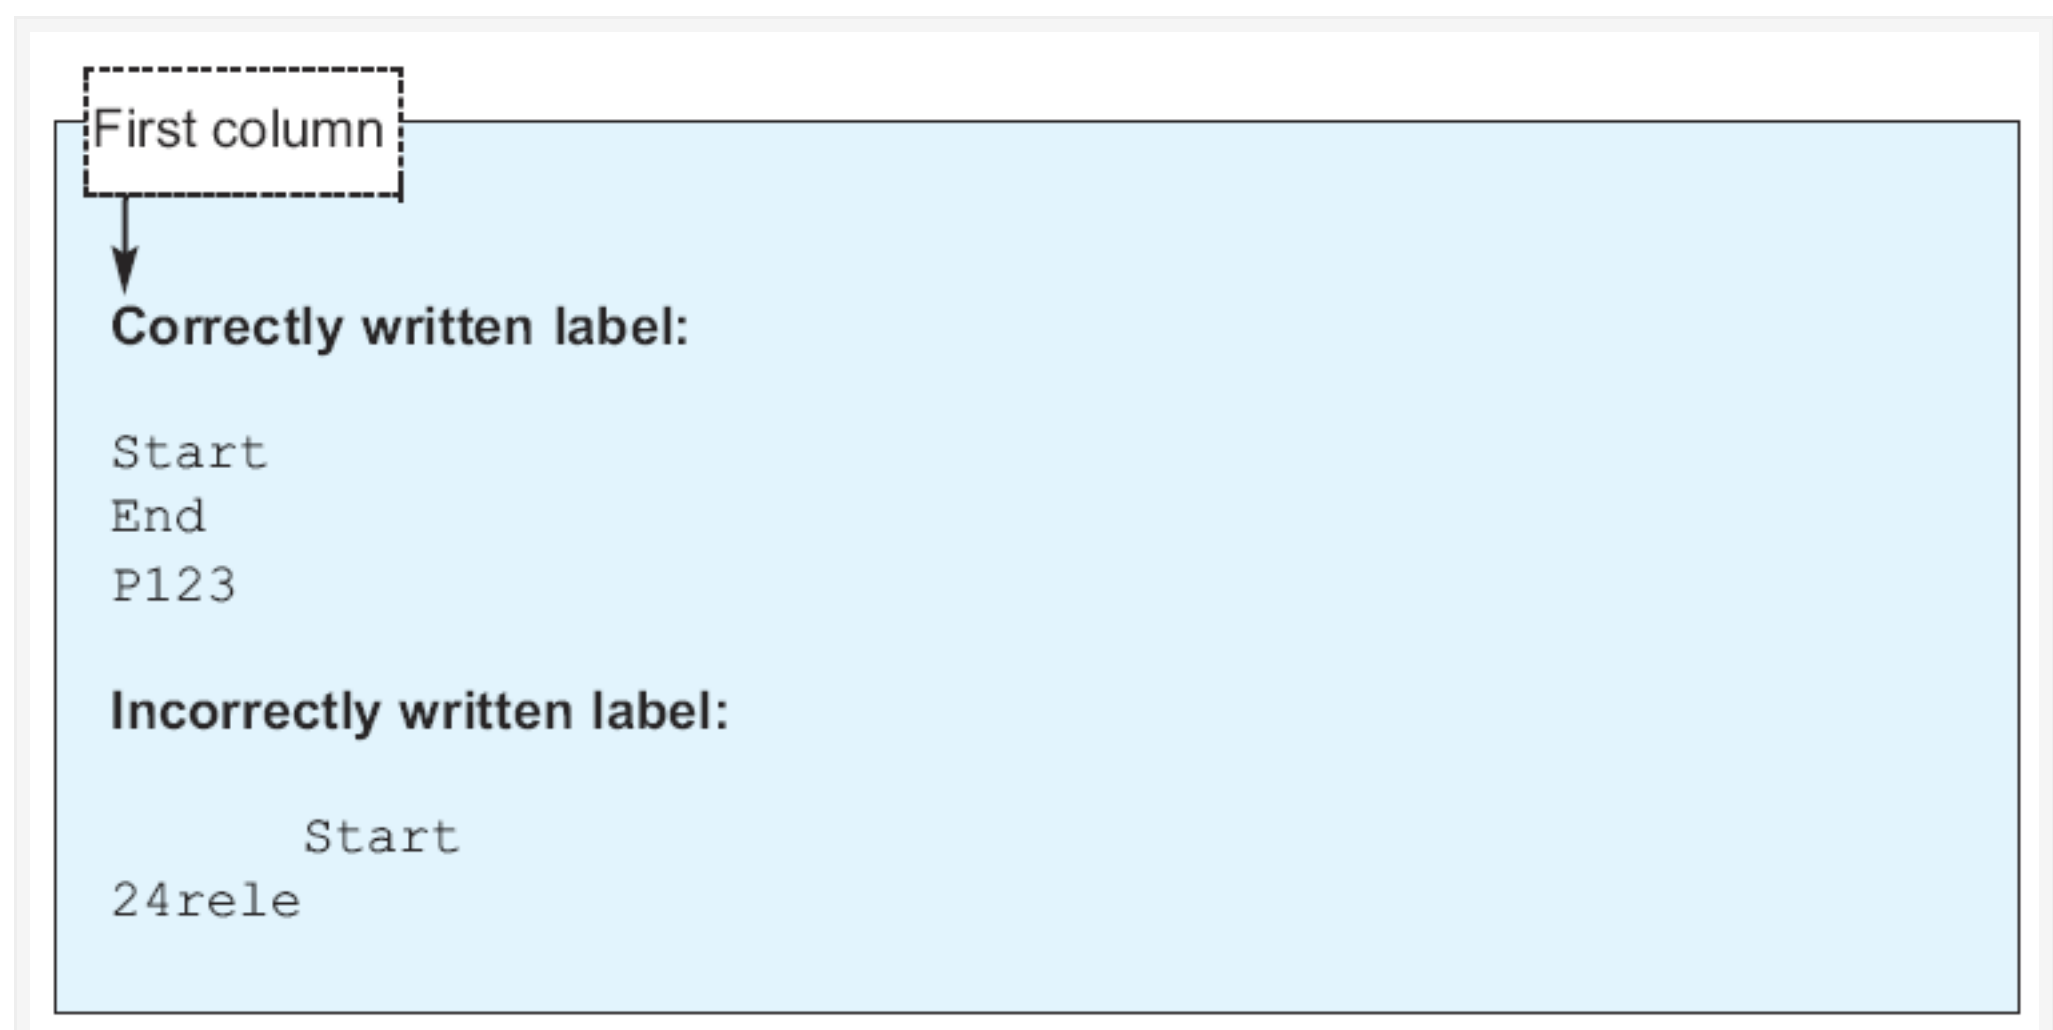 First column
Correctly written label:
Start
End
P123
Incorrectly written label:
Start
24rele